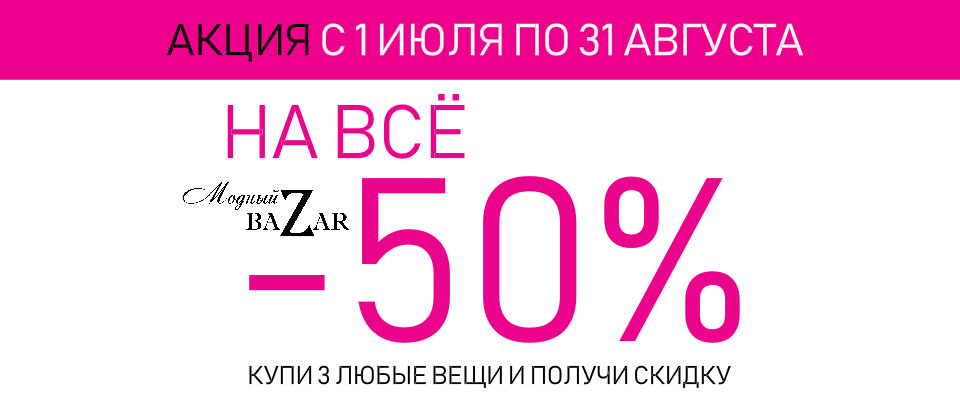 АКЦИЯ С 1 ИЮЛЯ ПО 31 АВГУСТА
НА ВСЁ
Модный
BAZAR
-50%
КУПИ 3 ЛЮБЫЕ ВЕЩИ И ПОЛУЧИ СКИДКУ